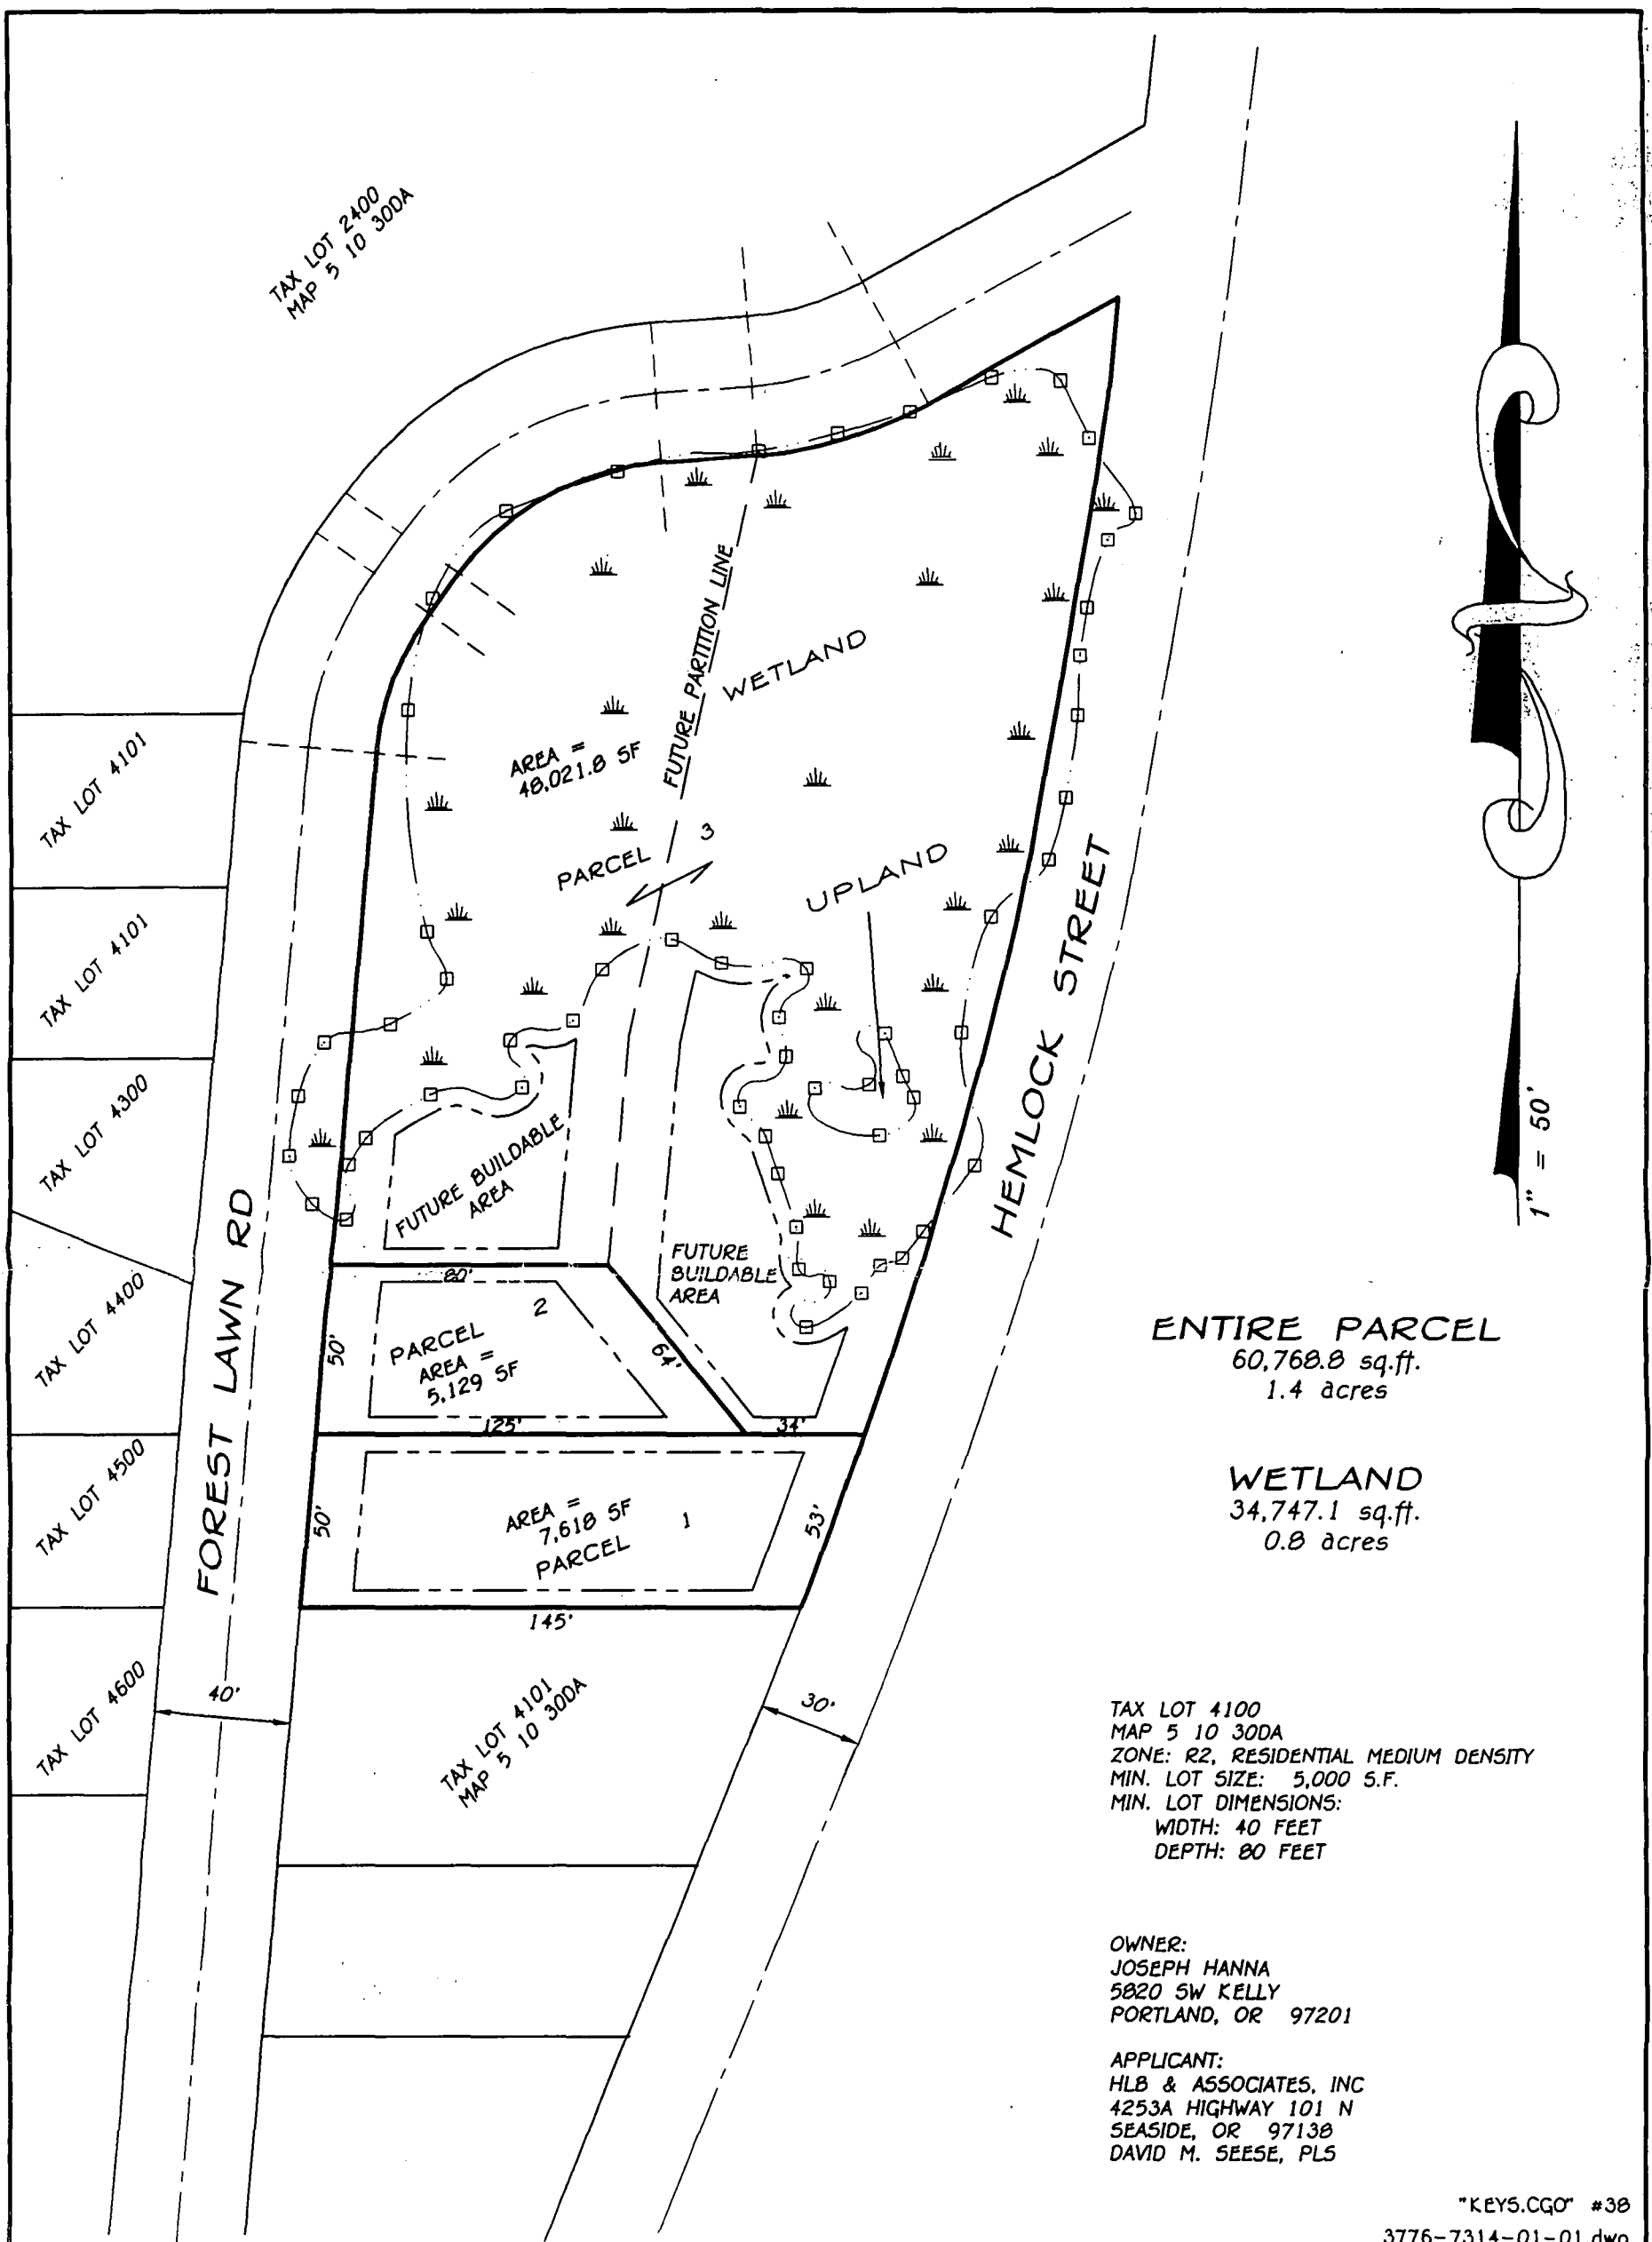 TAX LOT 2400
MAP 5 10 30DA
TAX LOT 4101
TAX LOT 4101
TAX LOT 4300
TAX LOT 4400
TAX LOT 4500
TAX LOT 4600
FOREST LAWN RD
HEMLOCK STREET
FUTURE PARTITION LINE
WETLAND
AREA =
48,021.8 SF
PARCEL 3
UPLAND
FUTURE BUILDABLE
AREA
FUTURE
BUILDABLE
AREA
80'
50'
PARCEL 2
AREA =
5,129 SF
64'
125'
34'
50'
AREA =
7,618 SF
PARCEL 1
53'
145'
40'
30'
TAX LOT 4101
MAP 5 10 30DA
1" = 50'
ENTIRE PARCEL
60,768.8 sq.ft.
1.4 acres
WETLAND
34,747.1 sq.ft.
0.8 acres
TAX LOT 4100
MAP 5 10 30DA
ZONE: R2, RESIDENTIAL MEDIUM DENSITY
MIN. LOT SIZE: 5,000 S.F.
MIN. LOT DIMENSIONS:
WIDTH: 40 FEET
DEPTH: 80 FEET
OWNER:
JOSEPH HANNA
5820 SW KELLY
PORTLAND, OR 97201
APPLICANT:
HLB & ASSOCIATES, INC
4253A HIGHWAY 101 N
SEASIDE, OR 97138
DAVID M. SEESE, PLS
"KEYS.CGO" #38
3776-7314-01-01.dwg